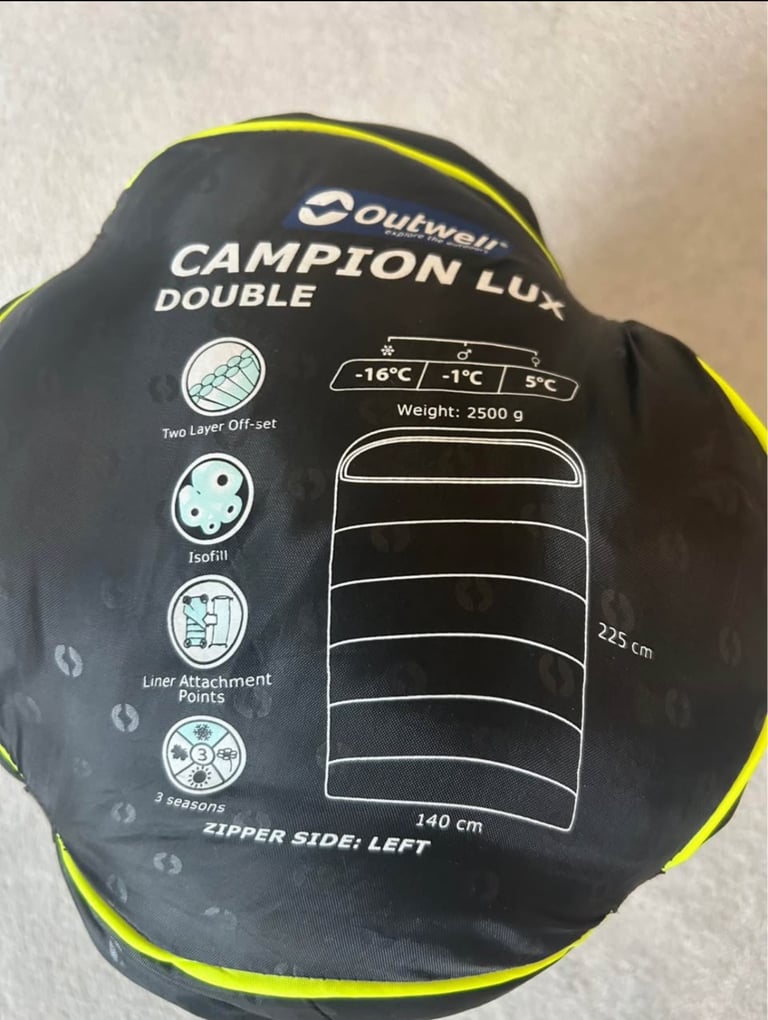 Outwell®
explore the outdoors
CAMPION LUX
DOUBLE
-16°C -1°C 5°C
Weight: 2500 g
Two Layer Off-set
Isofill
Liner Attachment
Points
3
3 seasons
225 cm
140 cm
ZIPPER SIDE: LEFT